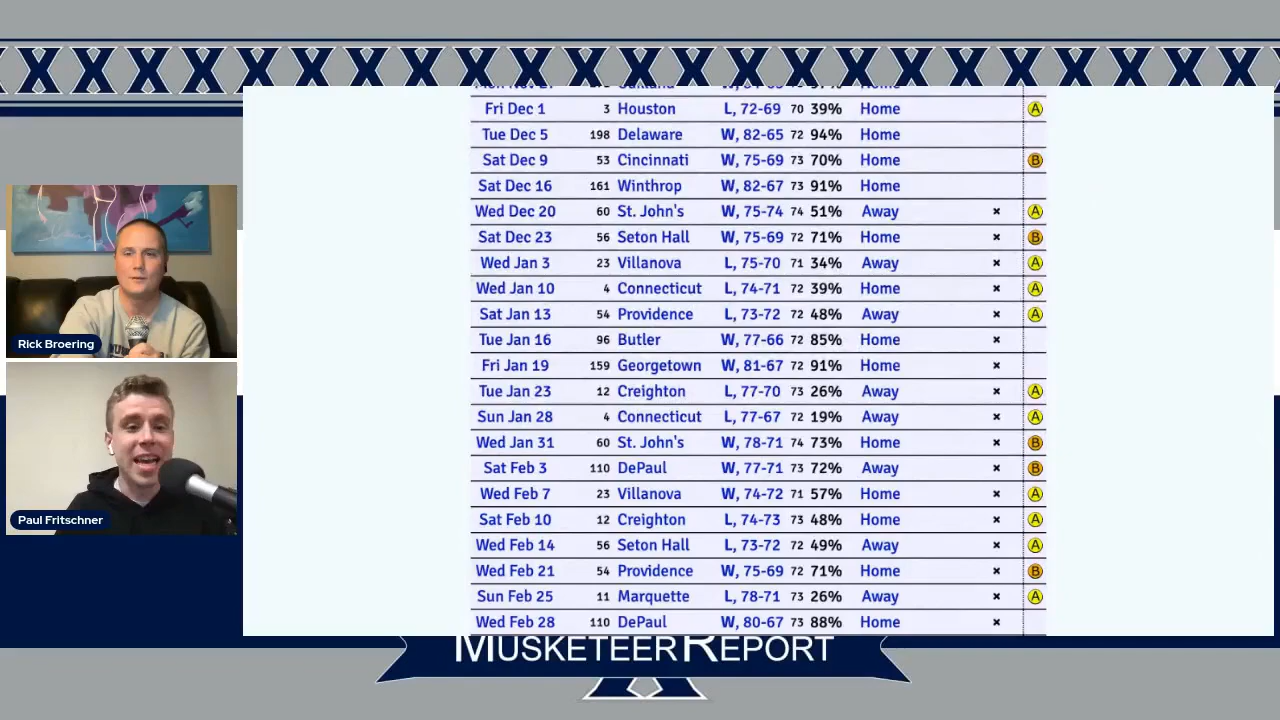 X X X X X X X X X X X X X X X X X X X X X X X
Fri Dec 1 3 Houston L, 72-69 70 39% Home A
Tue Dec 5 198 Delaware W, 82-65 72 94% Home
Sat Dec 9 53 Cincinnati W, 75-69 73 70% Home B
Sat Dec 16 161 Winthrop W, 82-67 73 91% Home
Wed Dec 20 60 St. John's W, 75-74 74 51% Away × A
Sat Dec 23 56 Seton Hall W, 75-69 72 71% Home × B
Wed Jan 3 23 Villanova L, 75-70 71 34% Away × A
Wed Jan 10 4 Connecticut L, 74-71 72 39% Home × A
Sat Jan 13 54 Providence L, 73-72 72 48% Away × A
Tue Jan 16 96 Butler W, 77-66 72 85% Home ×
Fri Jan 19 159 Georgetown W, 81-67 72 91% Home ×
Tue Jan 23 12 Creighton L, 77-70 73 26% Away × A
Sun Jan 28 4 Connecticut L, 77-67 72 19% Away × A
Wed Jan 31 60 St. John's W, 78-71 74 73% Home × B
Sat Feb 3 110 DePaul W, 77-71 73 72% Away × B
Wed Feb 7 23 Villanova W, 74-72 71 57% Home × A
Sat Feb 10 12 Creighton L, 74-73 73 48% Home × A
Wed Feb 14 56 Seton Hall L, 73-72 72 49% Away × A
Wed Feb 21 54 Providence W, 75-69 72 71% Home × B
Sun Feb 25 11 Marquette L, 78-71 73 26% Away × A
Wed Feb 28 110 DePaul W, 80-67 73 88% Home ×
Rick Broering
Paul Fritschner
MUSKETEERREPORT